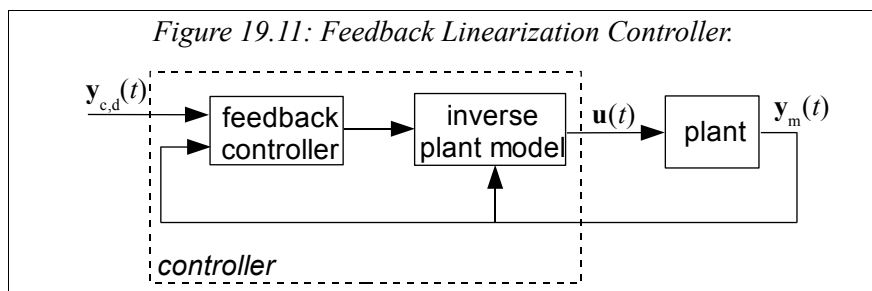 Figure 19.11: Feedback Linearization Controller.
y_c,d(t)
feedback
controller
inverse
plant model
u(t)
plant
y_m(t)
controller